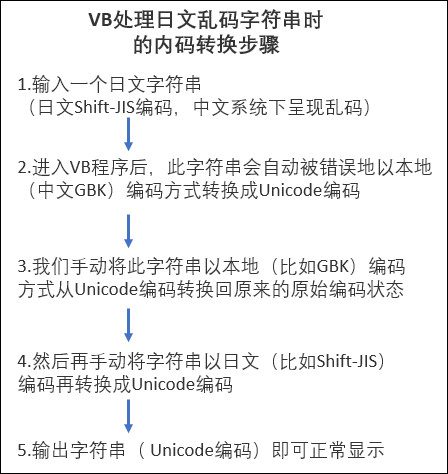 VB处理日文乱码字符串时
的内码转换步骤
1.输入一个日文字符串
（日文Shift-JIS编码，中文系统下呈现乱码）
2.进入VB程序后，此字符串会自动被错误地以本地
（中文GBK）编码方式转换成Unicode编码
3.我们手动将此字符串以本地（比如GBK）编码
方式从Unicode编码转换回原来的原始编码状态
4.然后再手动将字符串以日文（比如Shift-JIS）
编码再转换成Unicode编码
5.输出字符串（ Unicode编码）即可正常显示